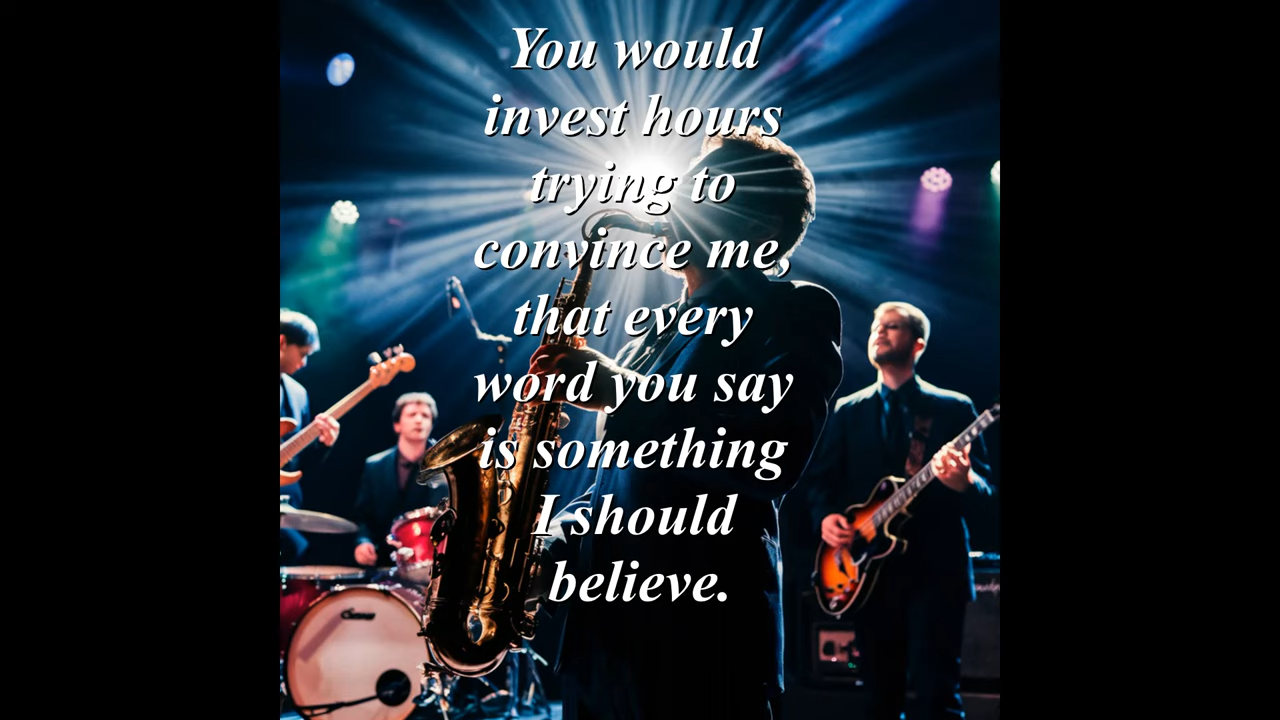 You would
invest hours
trying to
convince me,
that every
word you say
is something
I should
believe.